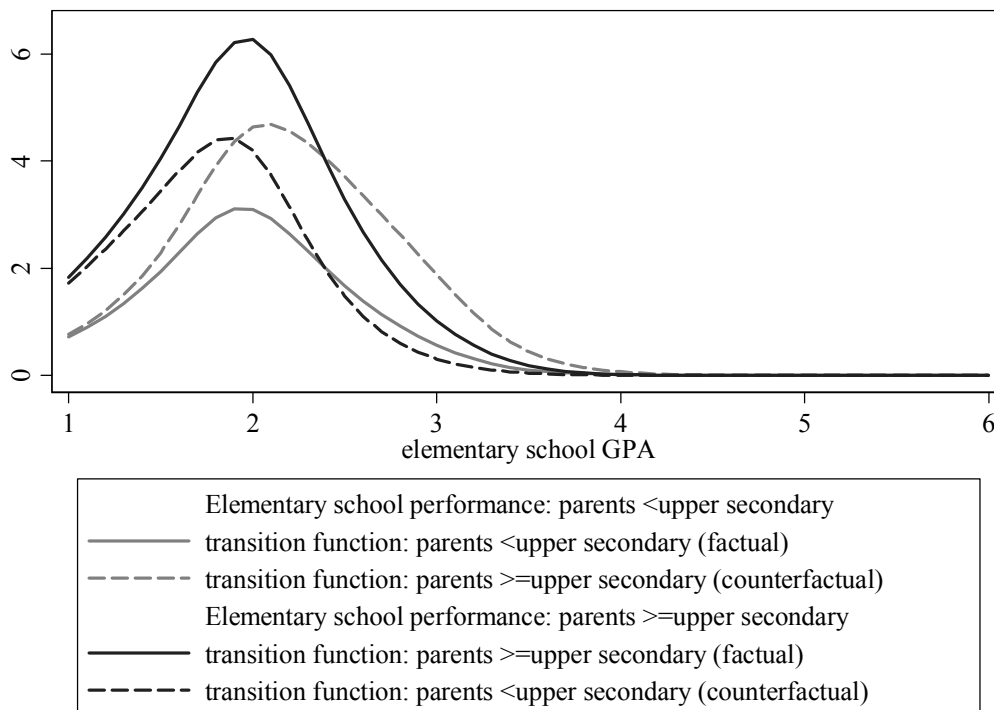 6
4
2
0
1 2 3 4 5 6
elementary school GPA
Elementary school performance: parents <upper secondary
transition function: parents <upper secondary (factual)
transition function: parents >=upper secondary (counterfactual)
Elementary school performance: parents >=upper secondary
transition function: parents >=upper secondary (factual)
transition function: parents <upper secondary (counterfactual)